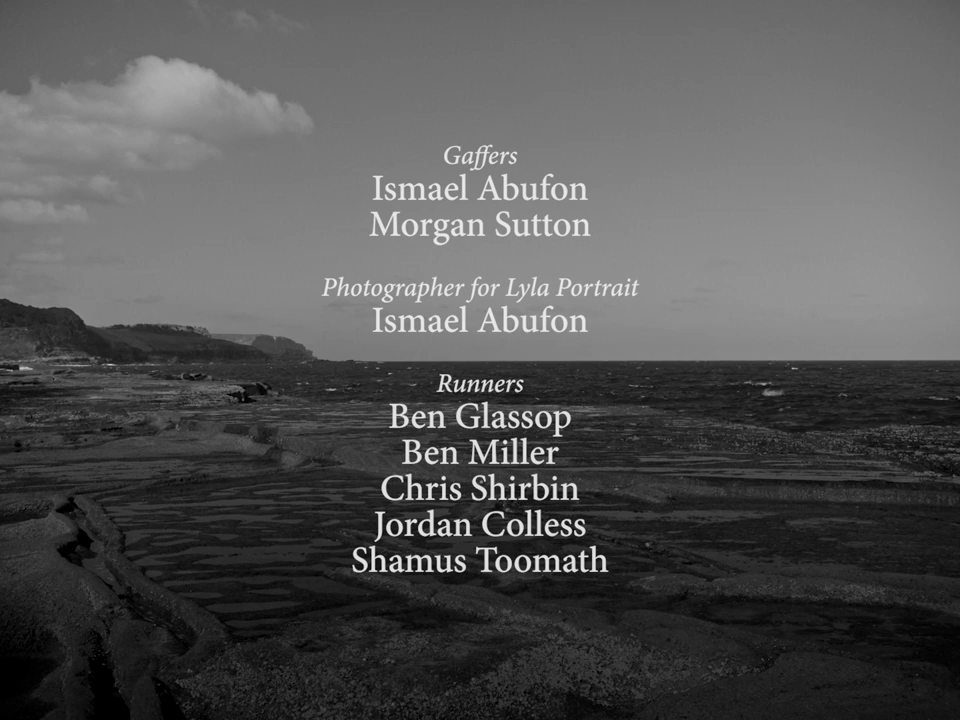 Gaffers
Ismael Abufon
Morgan Sutton
Photographer for Lyla Portrait
Ismael Abufon
Runners
Ben Glassop
Ben Miller
Chris Shirbin
Jordan Colless
Shamus Toomath